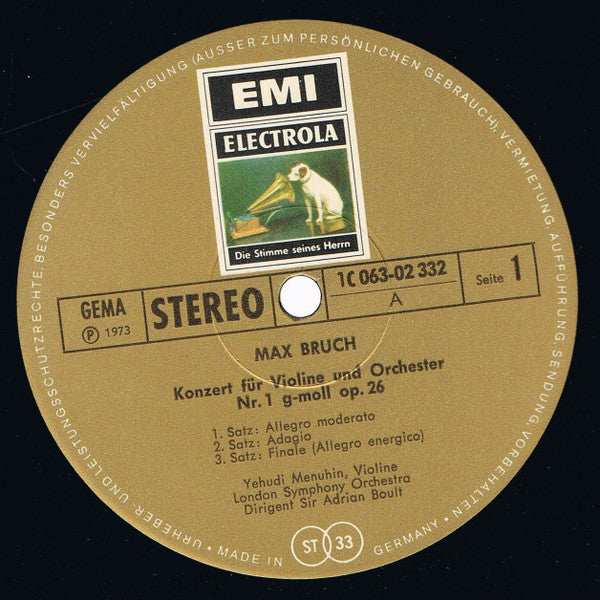 EMI
ELECTROLA
Die Stimme seines Herrn
GEMA
Ⓟ 1973
STEREO
1C 063-02 332
A
Seite 1
MAX BRUCH
Konzert für Violine und Orchester
Nr. 1 g-moll op. 26
1. Satz: Allegro moderato
2. Satz: Adagio
3. Satz: Finale (Allegro energico)
Yehudi Menuhin, Violine
London Symphony Orchestra
Dirigent Sir Adrian Boult
ST 33
URHEBER- UND LEISTUNGSSCHUTZRECHTE, BESONDERS VERVIELFÄLTIGUNG (AUSSER ZUM PERSÖNLICHEN GEBRAUCH), VERMIETUNG, AUFFÜHRUNG, SENDUNG, VORBEHALTEN • MADE IN GERMANY •